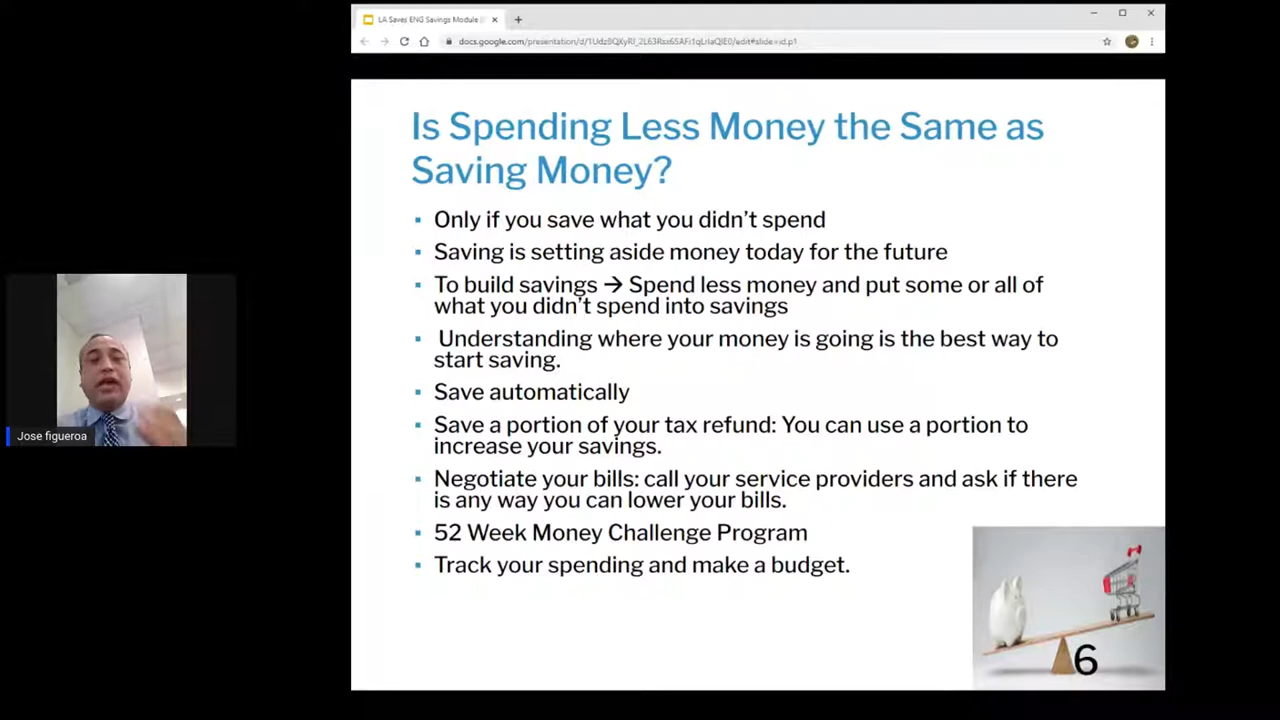 LA Saves ENG Savings Module
Is Spending Less Money the Same as
Saving Money?
▪ Only if you save what you didn’t spend
▪ Saving is setting aside money today for the future
▪ To build savings → Spend less money and put some or all of
what you didn’t spend into savings
▪ Understanding where your money is going is the best way to
start saving.
▪ Save automatically
▪ Save a portion of your tax refund: You can use a portion to
increase your savings.
▪ Negotiate your bills: call your service providers and ask if there
is any way you can lower your bills.
▪ 52 Week Money Challenge Program
▪ Track your spending and make a budget.
6
Jose figueroa